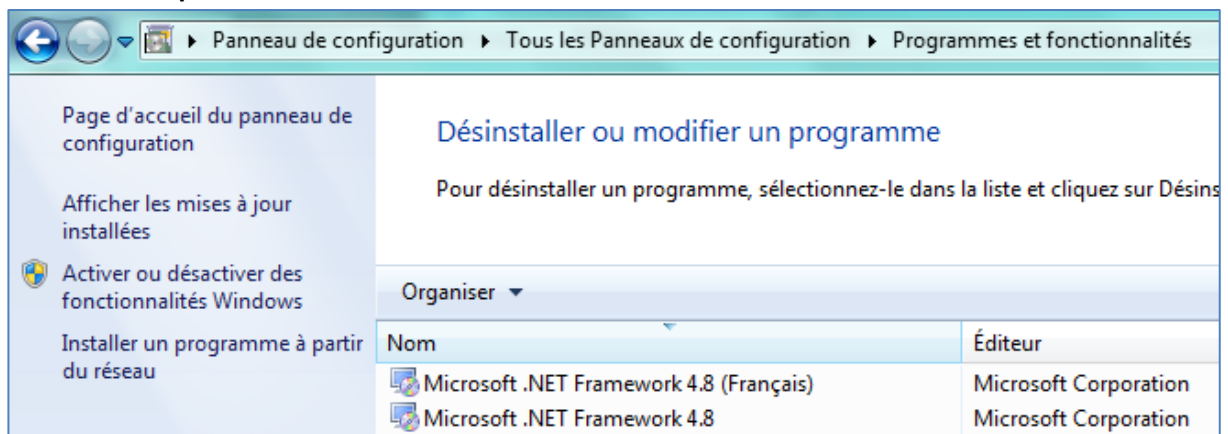 Panneau de configuration ▸ Tous les Panneaux de configuration ▸ Programmes et fonctionnalités
Page d'accueil du panneau de
configuration
Afficher les mises à jour
installées
Activer ou désactiver des
fonctionnalités Windows
Installer un programme à partir
du réseau
Désinstaller ou modifier un programme
Pour désinstaller un programme, sélectionnez-le dans la liste et cliquez sur Désins
Organiser
Nom Éditeur
Microsoft .NET Framework 4.8 (Français) Microsoft Corporation
Microsoft .NET Framework 4.8 Microsoft Corporation